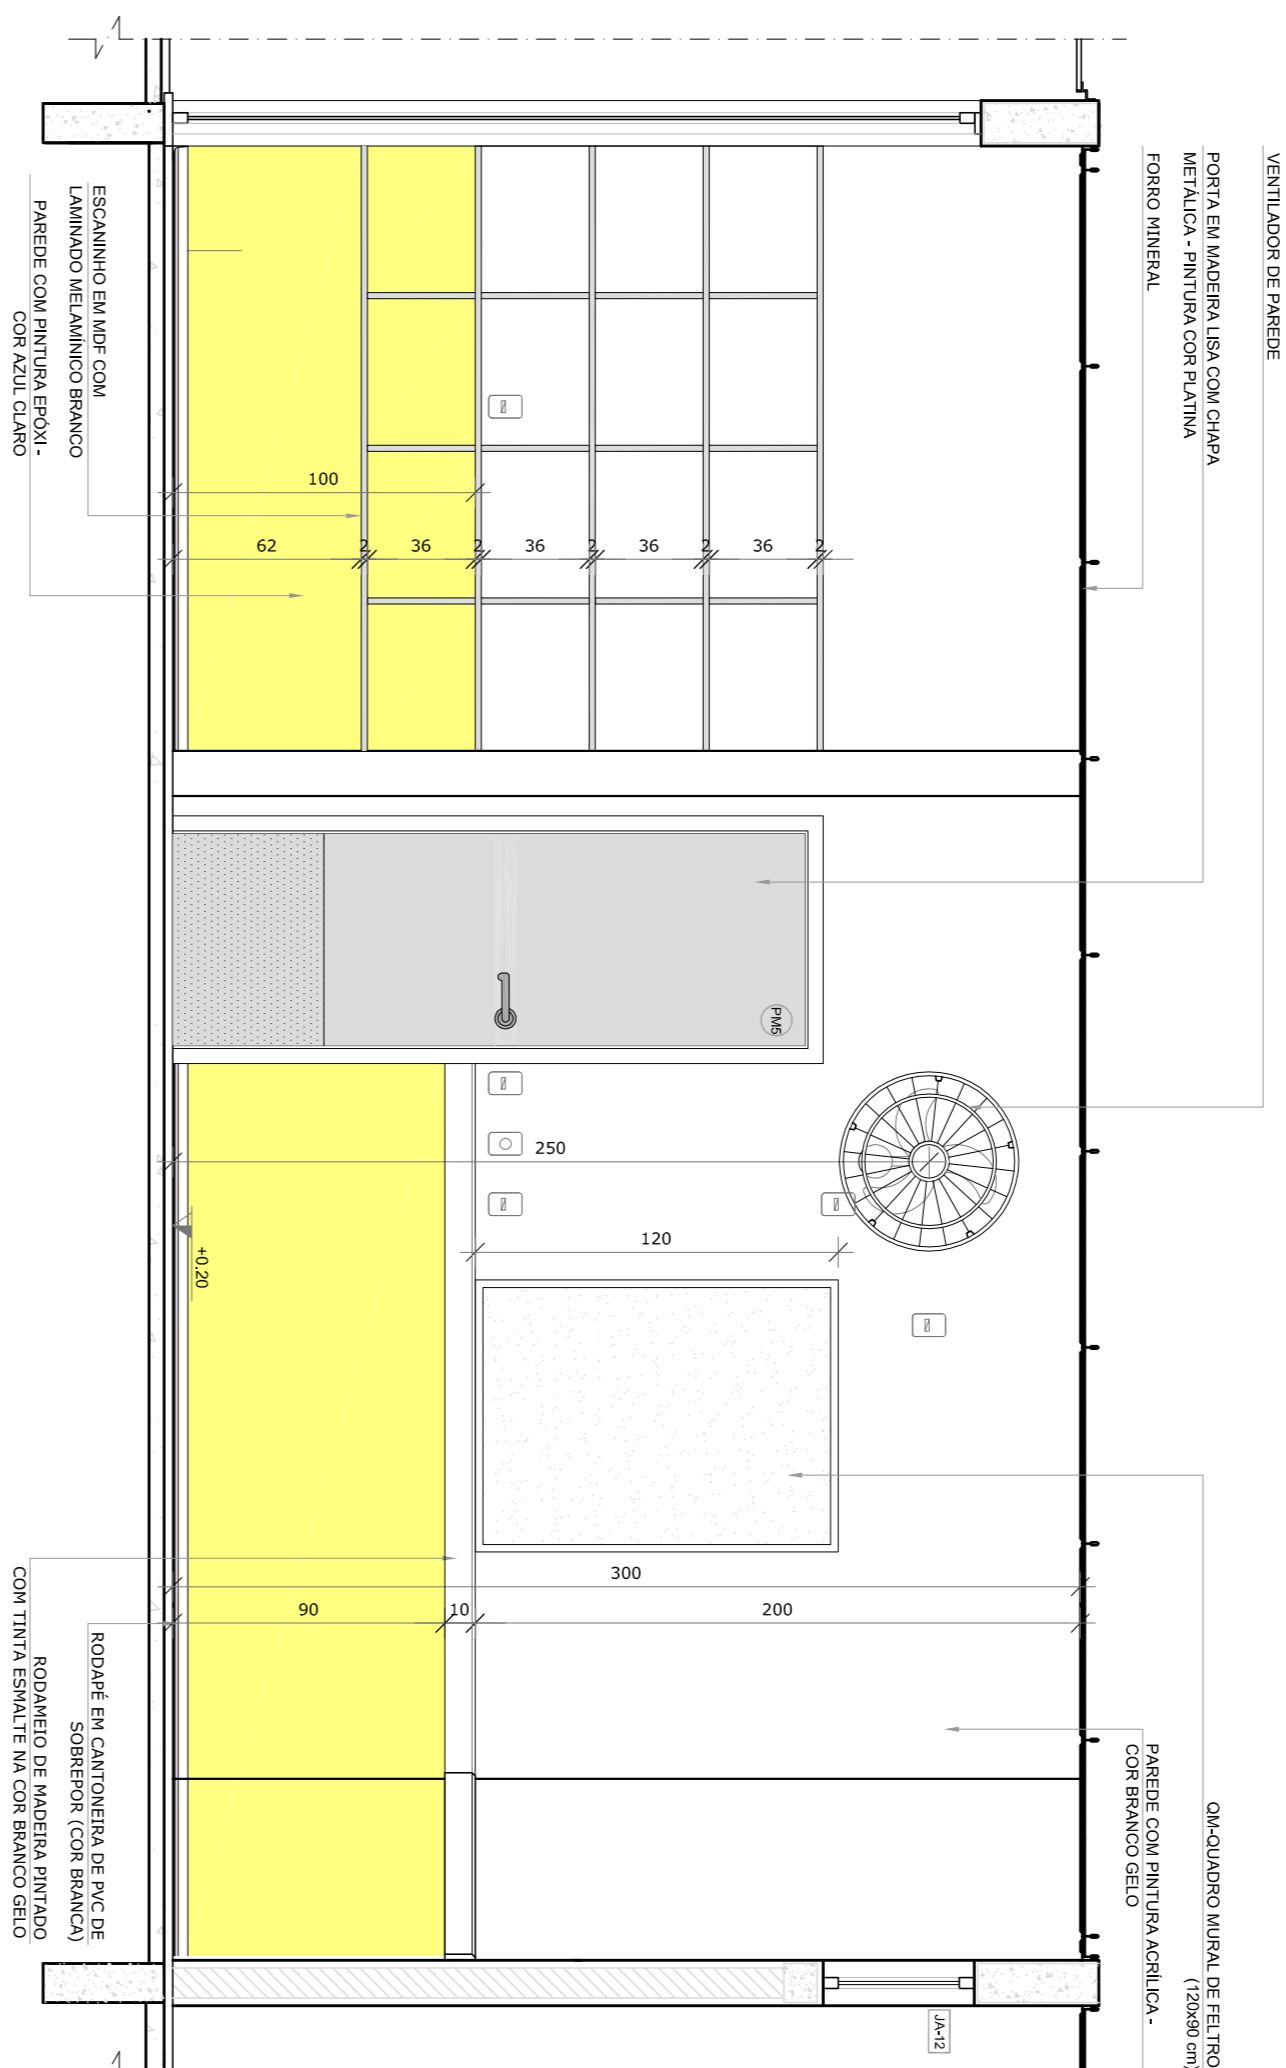 VENTILADOR DE PAREDE
PORTA EM MADEIRA LISA COM CHAPA
METÁLICA - PINTURA COR PLATINA
FORRO MINERAL
QM-QUADRO MURAL DE FELTRO
(120x90 cm)
PAREDE COM PINTURA ACRÍLICA -
COR BRANCO GELO
JA-12
PM5
250
120
300
200
10
90
+0.20
100
62
2
36
2
36
2
36
2
36
2
ESCANINHO EM MDF COM
LAMINADO MELAMÍNICO BRANCO
PAREDE COM PINTURA EPÓXI -
COR AZUL CLARO
RODAPÉ EM CANTONEIRA DE PVC DE
SOBREPOR (COR BRANCA)
RODAMEIO DE MADEIRA PINTADO
COM TINTA ESMALTE NA COR BRANCO GELO